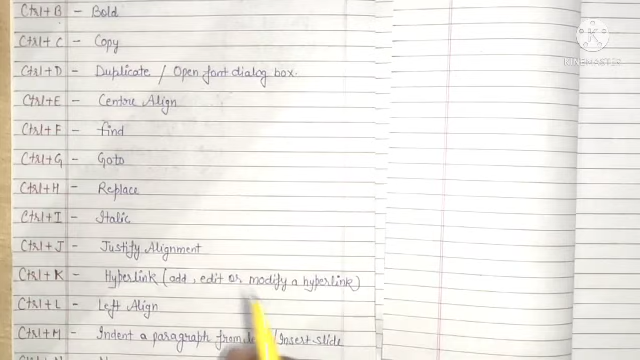 Ctrl+B - Bold
Ctrl+C - Copy
Ctrl+D - Duplicate / Open font dialog box.
Ctrl+E - Centre Align
Ctrl+F - find
Ctrl+G - Goto
Ctrl+H - Replace
Ctrl+I - Italic
Ctrl+J - Justify Alignment
Ctrl+K - Hyperlink (add, edit or modify a hyperlink)
Ctrl+L - Left Align
Ctrl+M - Indent a paragraph from /Insert slide
KINEMASTER